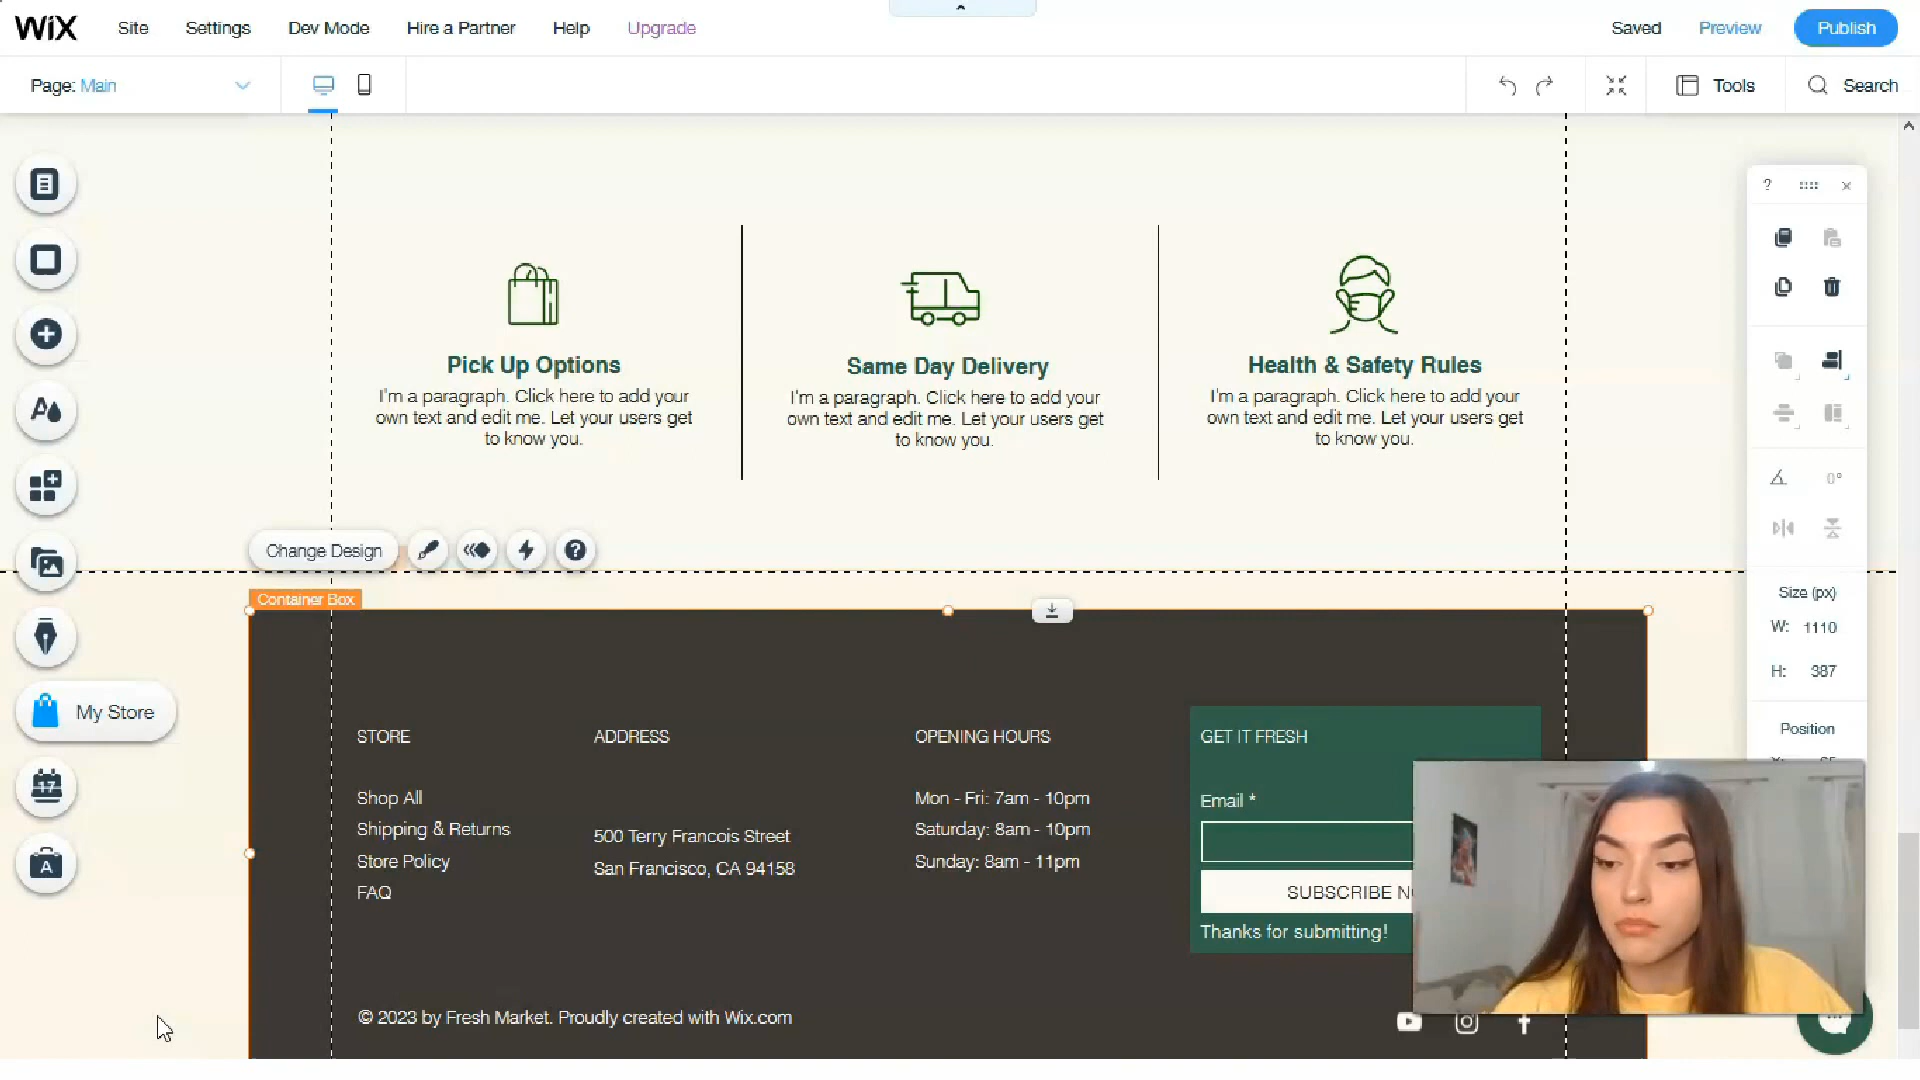 WiX Site Settings Dev Mode Hire a Partner Help Upgrade Saved Preview Publish
Page: Main Tools Search
Pick Up Options
I'm a paragraph. Click here to add your
own text and edit me. Let your users get
to know you.
Same Day Delivery
I'm a paragraph. Click here to add your
own text and edit me. Let your users get
to know you.
Health & Safety Rules
I'm a paragraph. Click here to add your
own text and edit me. Let your users get
to know you.
?
0°
Size (px)
W: 1110
H: 387
Position
Change Design ?
Container Box
My Store
17
A
STORE
Shop All
Shipping & Returns
Store Policy
FAQ
ADDRESS
500 Terry Francois Street
San Francisco, CA 94158
OPENING HOURS
Mon - Fri: 7am - 10pm
Saturday: 8am - 10pm
Sunday: 8am - 11pm
GET IT FRESH
Email *
SUBSCRIBE
Thanks for submitting!
© 2023 by Fresh Market. Proudly created with Wix.com